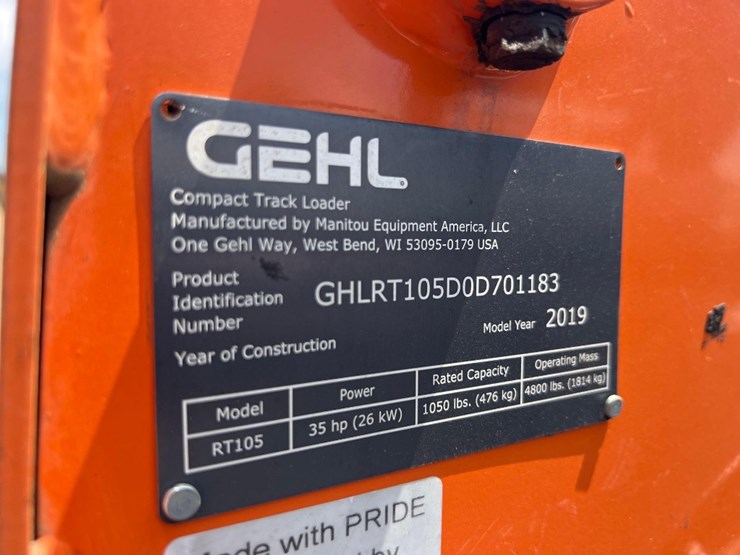 GEHL
Compact Track Loader
Manufactured by Manitou Equipment America, LLC
One Gehl Way, West Bend, WI 53095-0179 USA
Product
Identification GHLRT105D0D701183
Number
Model Year 2019
Year of Construction
Model Power Rated Capacity Operating Mass
RT105 35 hp (26 kW) 1050 lbs. (476 kg) 4800 lbs. (1814 kg)
with PRIDE
by